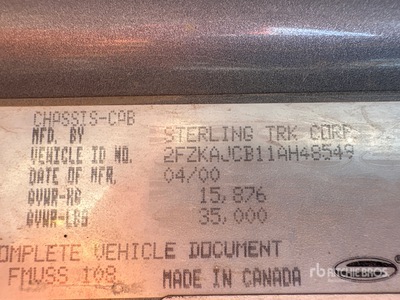 CHASSIS-CAB
MFD. BY STERLING TRK CORP.
VEHICLE ID NO. 2FZKAJCB11AH48549
DATE OF MFR. 04/00
GVWR-KG 15,876
GVWR-LBS 35,000
COMPLETE VEHICLE DOCUMENT
FMVSS 108 MADE IN CANADA
rb RITCHIE BROS